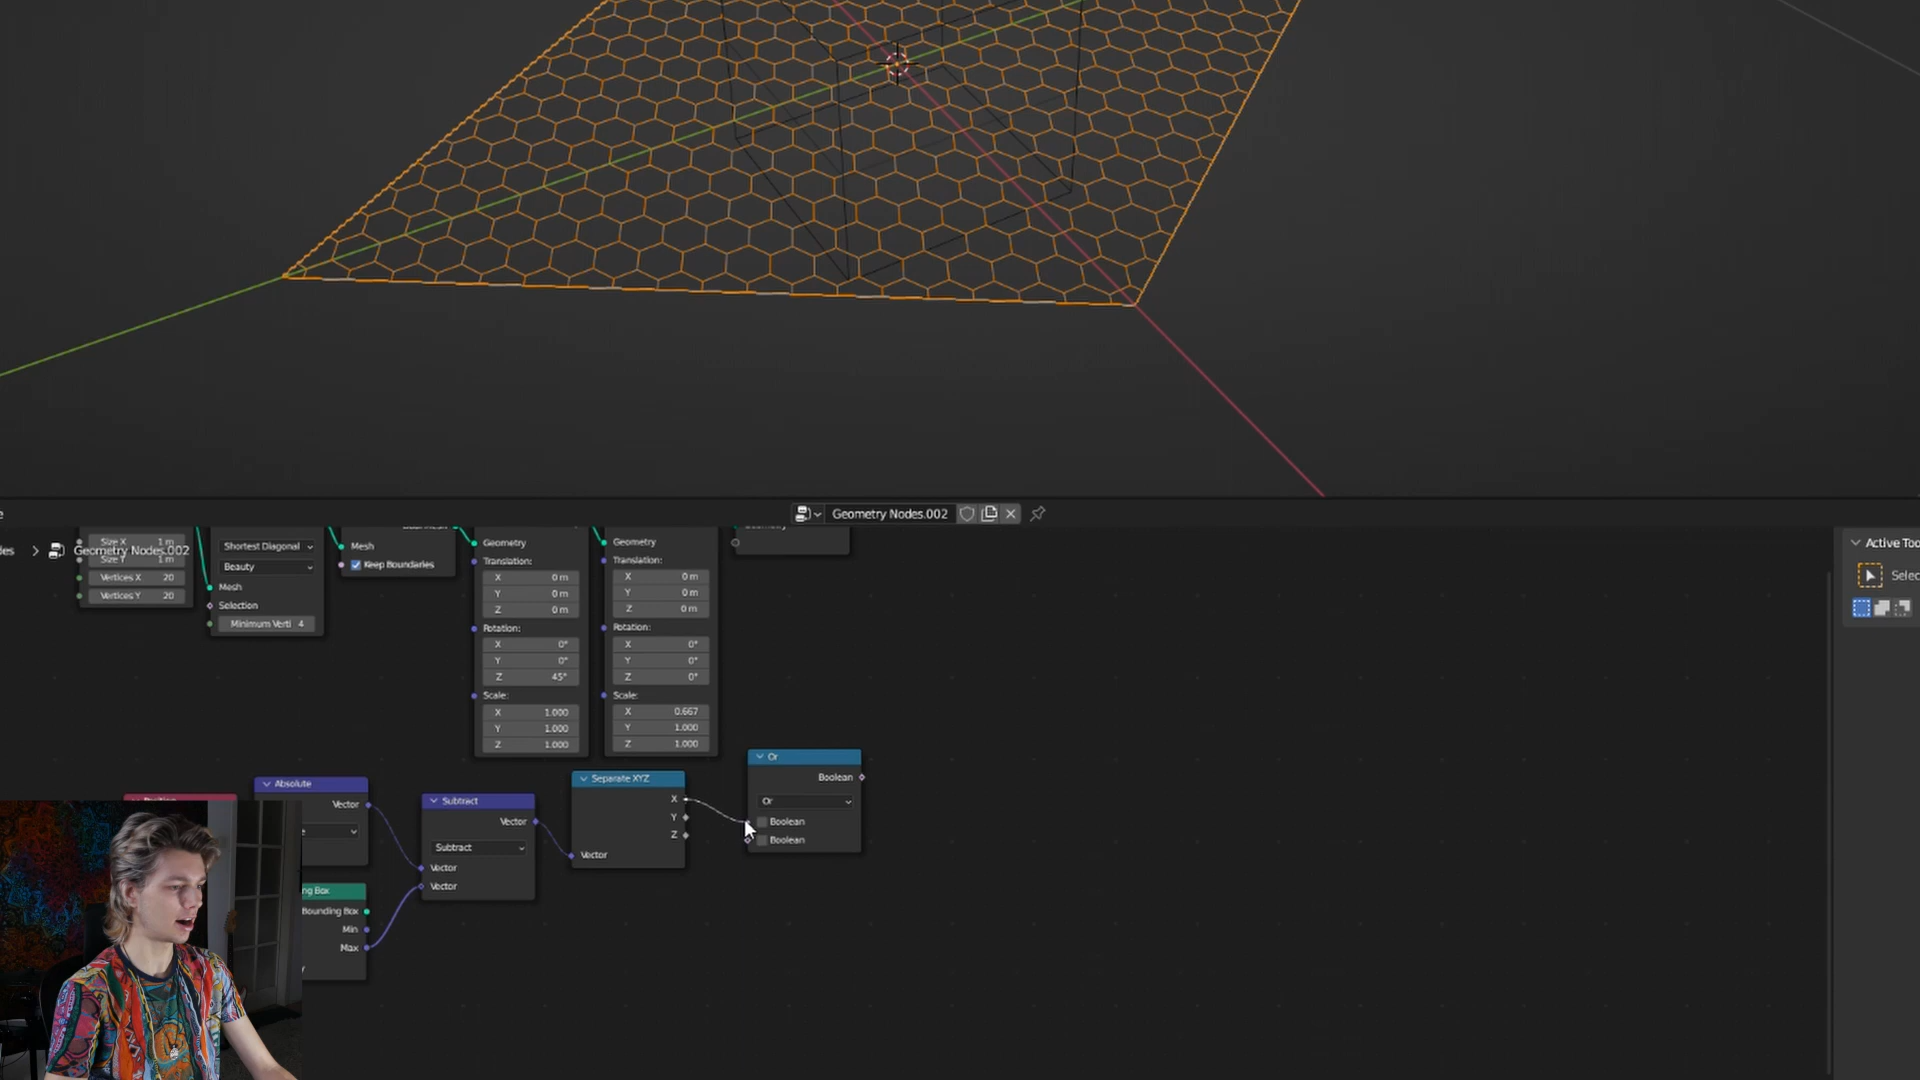 Geometry Nodes.002
Geometry Nodes.002
Size X 1 m
Size Y 1 m
Vertices X 20
Vertices Y 20
Shortest Diagonal
Beauty
Mesh
Selection
Minimum Verti 4
Mesh
Keep Boundaries
Geometry
Translation:
X 0 m
Y 0 m
Z 0 m
Rotation:
X 0°
Y 0°
Z 45°
Scale:
X 1.000
Y 1.000
Z 1.000
Geometry
Translation:
X 0 m
Y 0 m
Z 0 m
Rotation:
X 0°
Y 0°
Z 0°
Scale:
X 0.667
Y 1.000
Z 1.000
Absolute
Vector
ng Box
Bounding Box
Min
Max
Subtract
Vector
Subtract
Vector
Vector
Separate XYZ
X
Y
Z
Vector
Or
Boolean
Or
Boolean
Boolean
Active Too
Selec